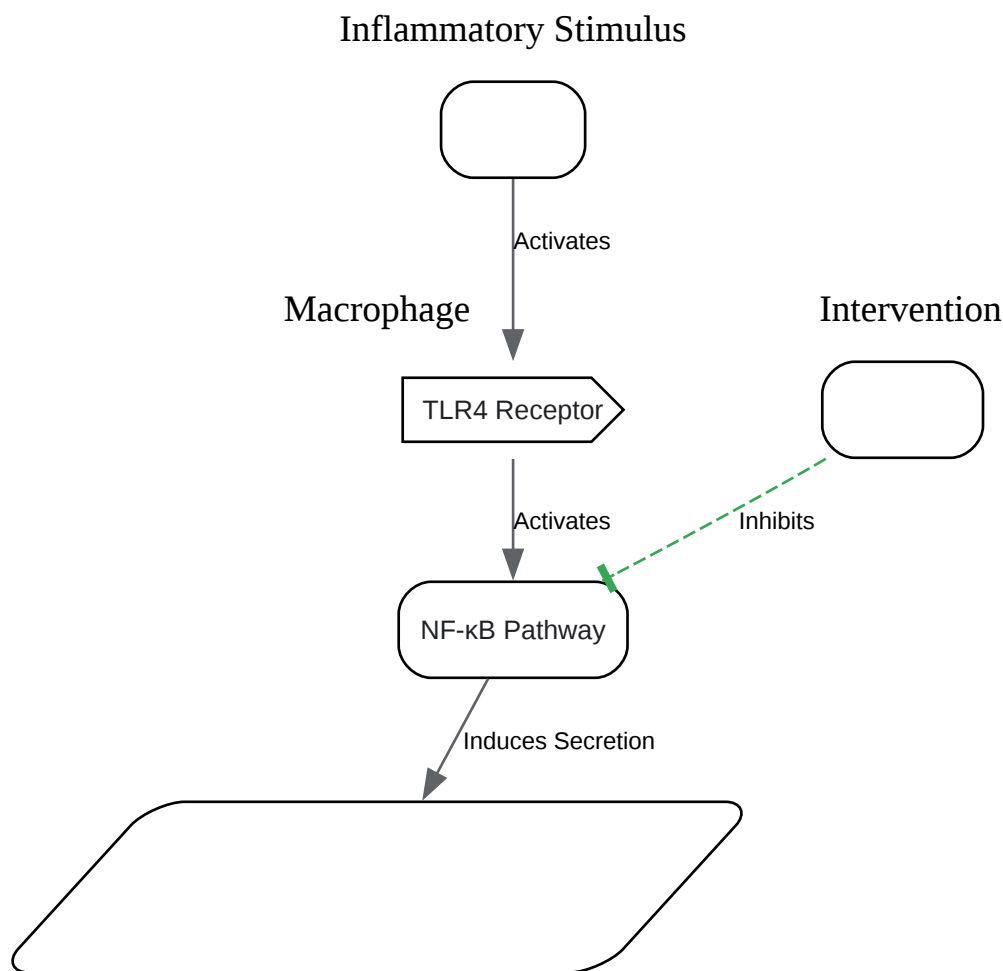 Inflammatory Stimulus
Activates
Macrophage
Intervention
TLR4 Receptor
Activates
Inhibits
NF-κB Pathway
Induces Secretion